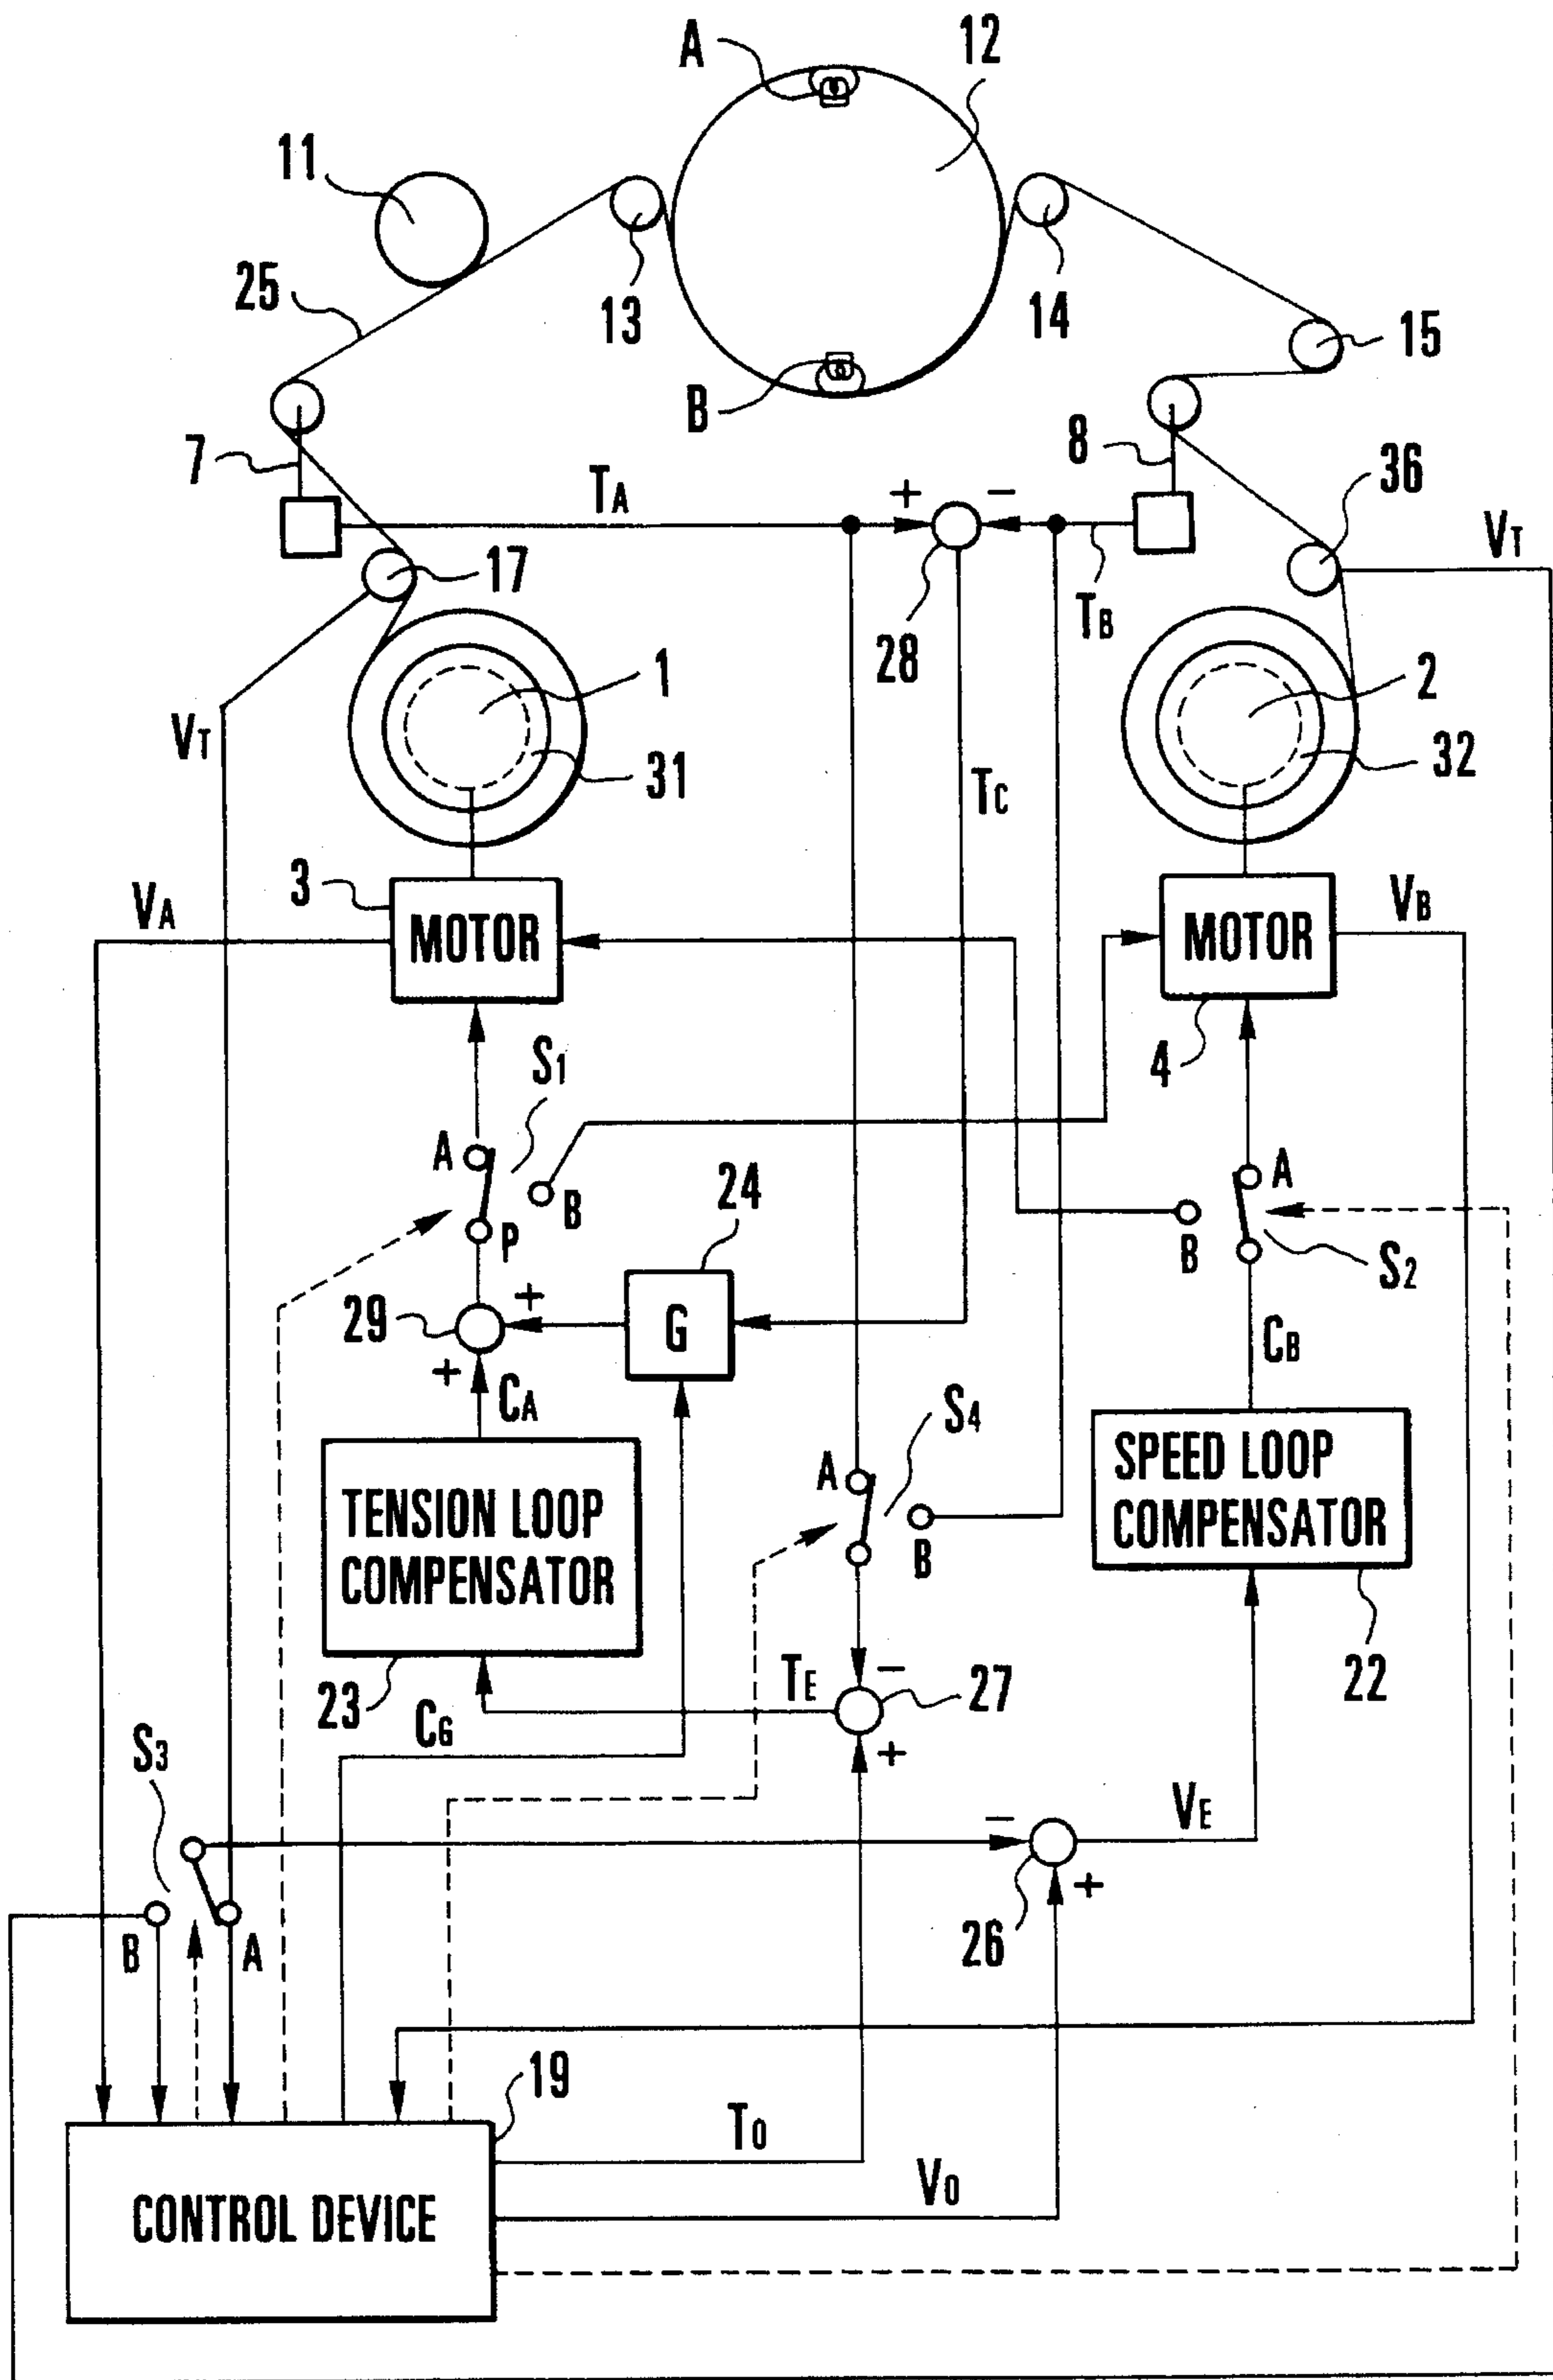 A
12
11
25
13
14
15
B
7
8
36
TA
+
−
VT
17
28
TB
1
2
VT
31
TC
32
3
VA
MOTOR
MOTOR
VB
S1
4
A
B
24
A
P
B
S2
29
+
G
+
CA
CB
S4
A
SPEED LOOP
COMPENSATOR
TENSION LOOP
COMPENSATOR
B
23
TE
−
27
22
CG
+
S3
−
VE
26
+
B
A
19
TO
VO
CONTROL DEVICE